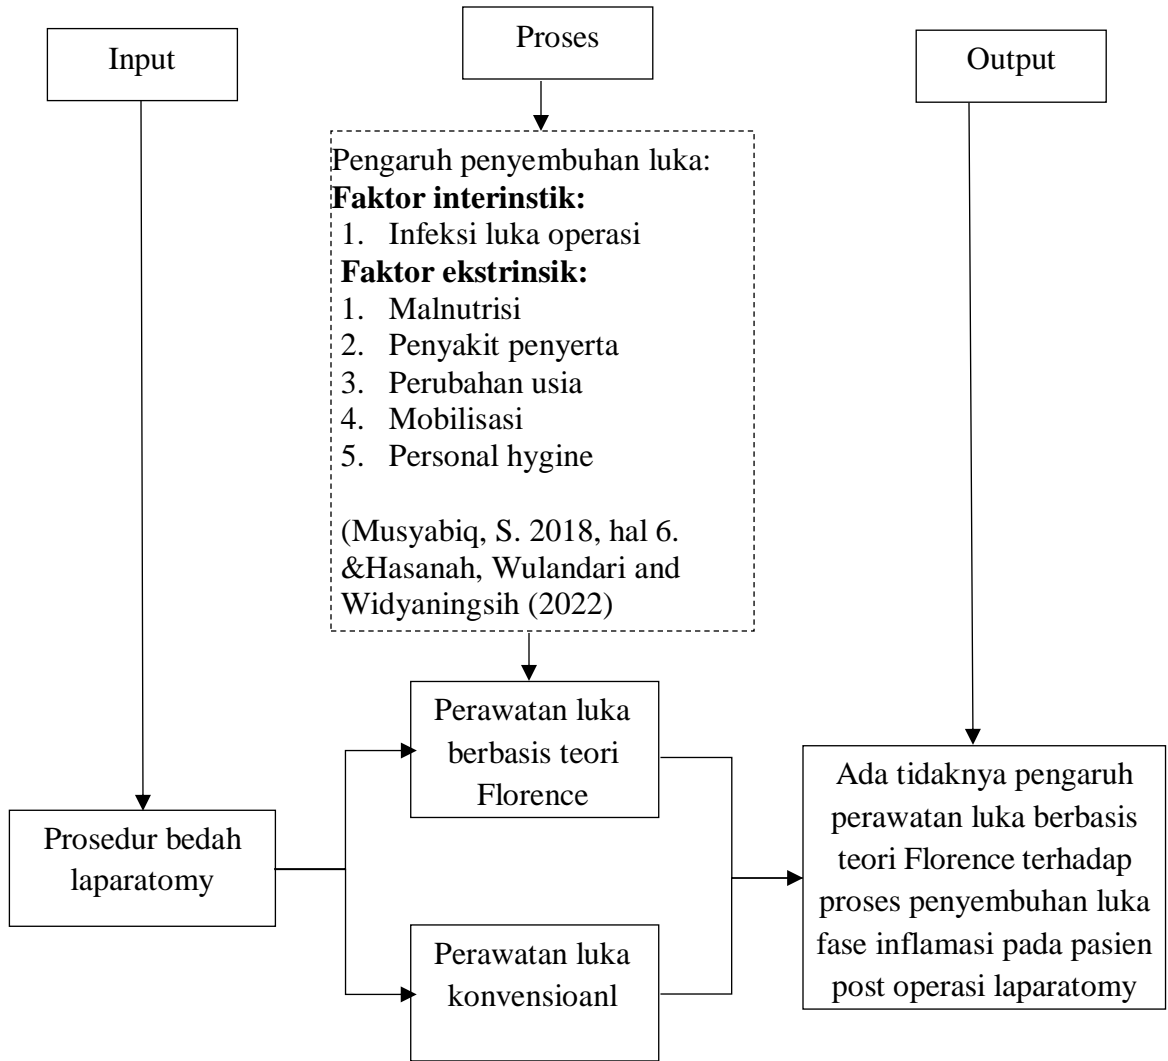 Input
Proses
Output
Pengaruh penyembuhan luka:
Faktor interinstik:
1. Infeksi luka operasi
Faktor ekstrinsik:
1. Malnutrisi
2. Penyakit penyerta
3. Perubahan usia
4. Mobilisasi
5. Personal hygine
(Musyabiq, S. 2018, hal 6.
&Hasanah, Wulandari and
Widyaningsih (2022)
Perawatan luka
berbasis teori
Florence
Prosedur bedah
laparatomy
Perawatan luka
konvensioanl
Ada tidaknya pengaruh
perawatan luka berbasis
teori Florence terhadap
proses penyembuhan luka
fase inflamasi pada pasien
post operasi laparatomy